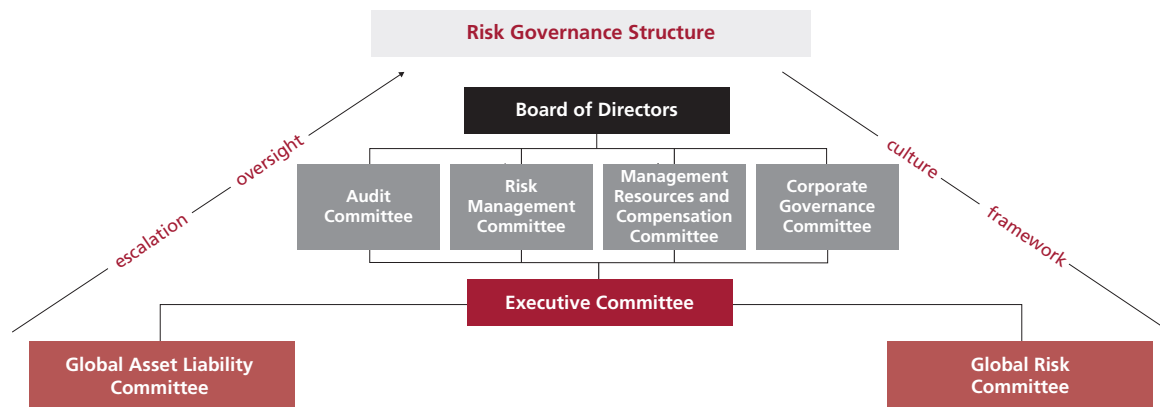 Risk Governance Structure
Board of Directors
oversight
escalation
culture
framework
Audit
Committee
Risk
Management
Committee
Management
Resources and
Compensation
Committee
Corporate
Governance
Committee
Executive Committee
Global Asset Liability
Committee
Global Risk
Committee